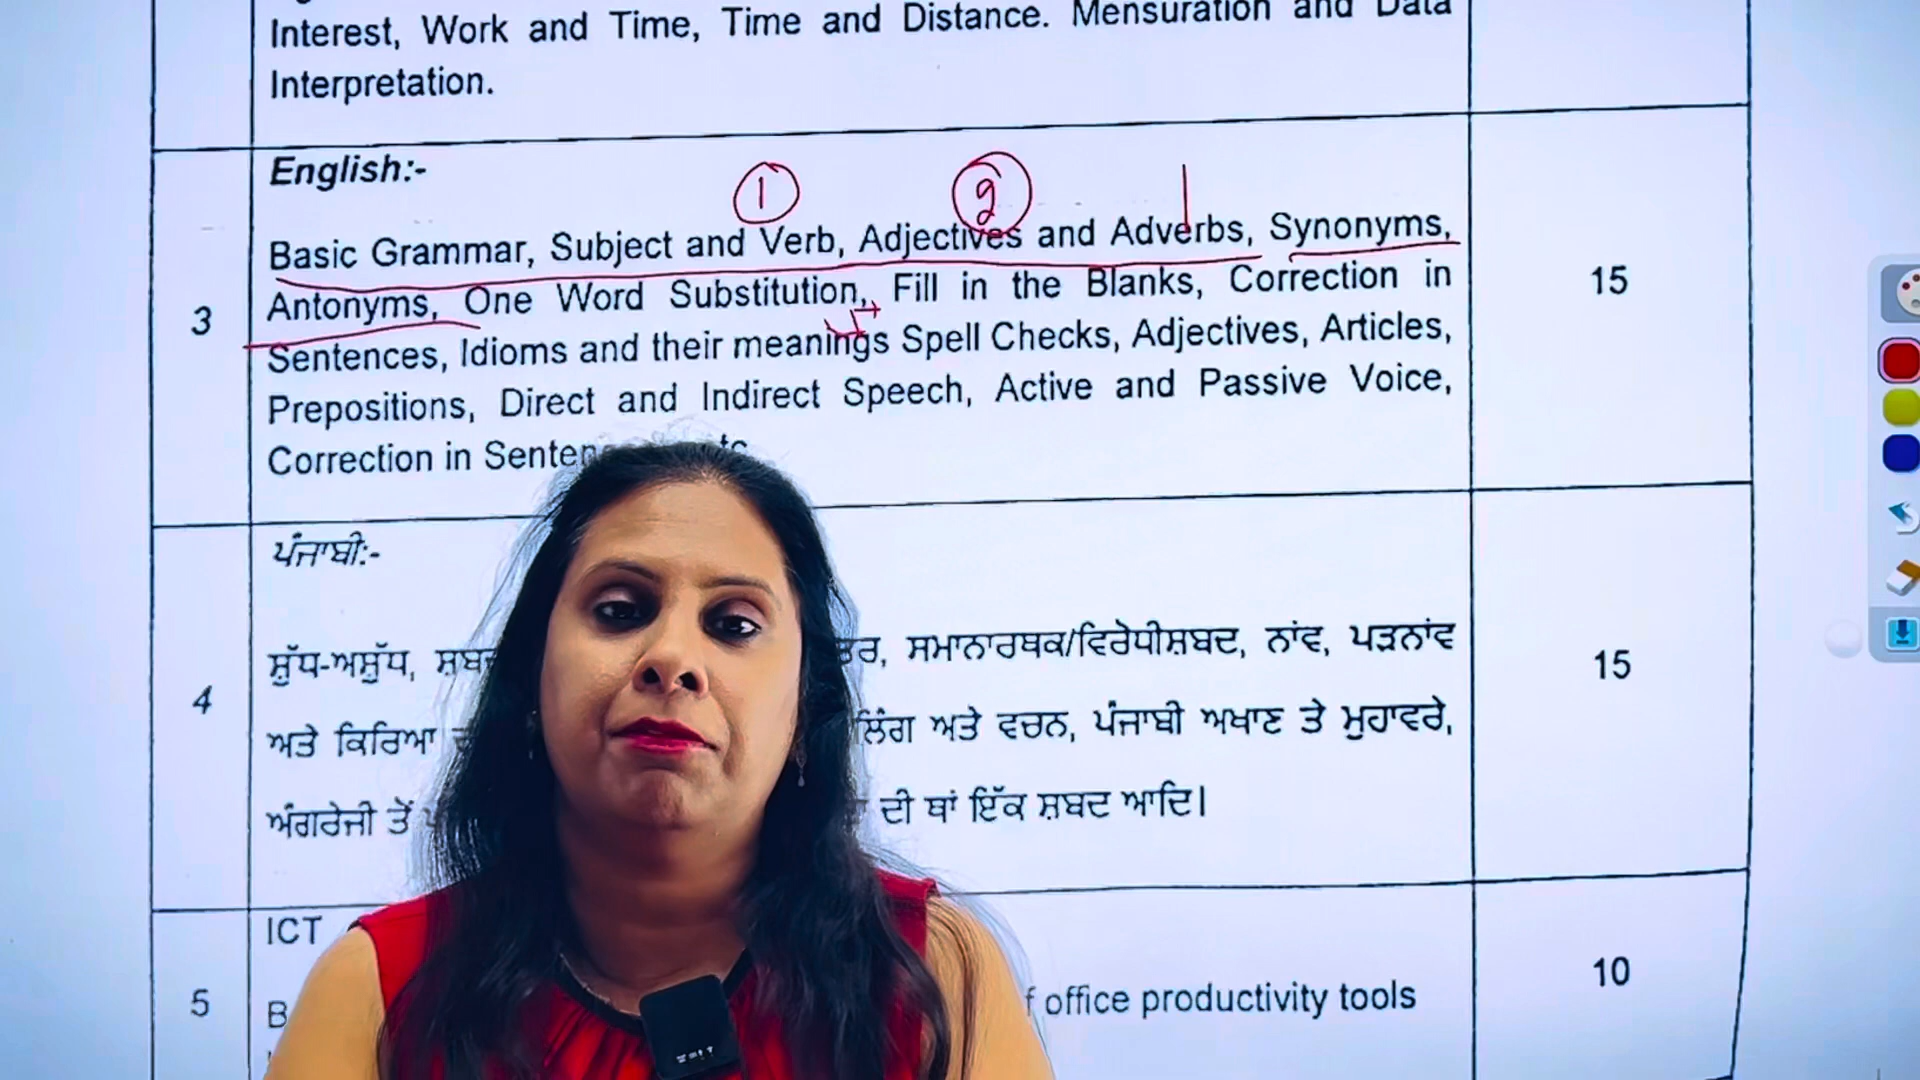 Interest, Work and Time, Time and Distance. Mensuration and Data
Interpretation.
English:-
1 2
Basic Grammar, Subject and Verb, Adjectives and Adverbs, Synonyms,
Antonyms, One Word Substitution, Fill in the Blanks, Correction in
3
15
Sentences, Idioms and their meanings Spell Checks, Adjectives, Articles,
Prepositions, Direct and Indirect Speech, Active and Passive Voice,
Correction in
ਪੰਜਾਬੀ:-
ਸ਼ੁੱਧ-ਅਸ਼ੁੱਧ, ਸਮਾਨਾਰਥਕ/ਵਿਰੋਧੀਸ਼ਬਦ, ਨਾਂਵ, ਪੜਨਾਂਵ
4
15
ਅਤੇ ਕਿਰਿਆ ਲਿੰਗ ਅਤੇ ਵਚਨ, ਪੰਜਾਬੀ ਅਖਾਣ ਤੇ ਮੁਹਾਵਰੇ,
ਅੰਗਰੇਜੀ ਤੋਂ ਦੀ ਥਾਂ ਇੱਕ ਸ਼ਬਦ ਆਦਿ।
ICT
5
office productivity tools
10